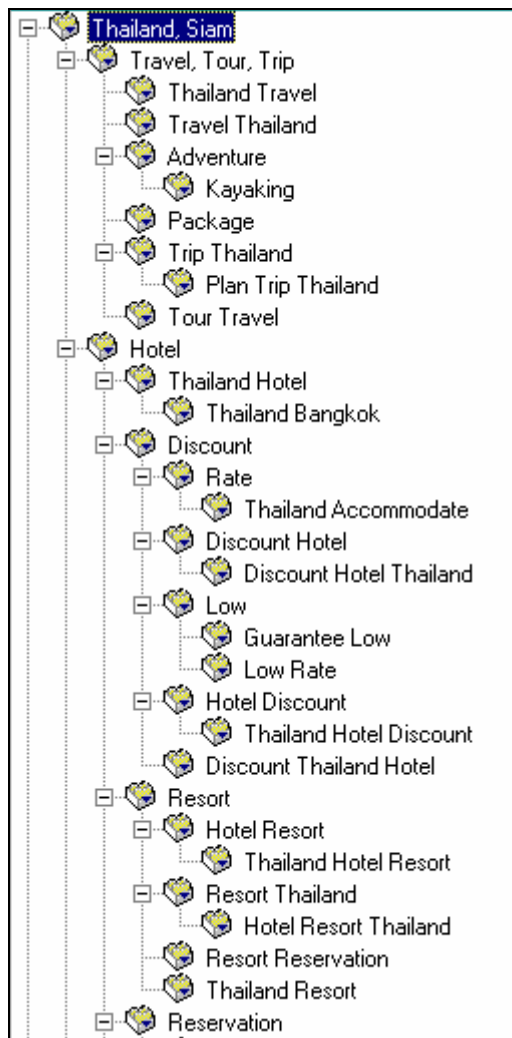 Thailand, Siam
Travel, Tour, Trip
Thailand Travel
Travel Thailand
Adventure
Kayaking
Package
Trip Thailand
Plan Trip Thailand
Tour Travel
Hotel
Thailand Hotel
Thailand Bangkok
Discount
Rate
Thailand Accommodate
Discount Hotel
Discount Hotel Thailand
Low
Guarantee Low
Low Rate
Hotel Discount
Thailand Hotel Discount
Discount Thailand Hotel
Resort
Hotel Resort
Thailand Hotel Resort
Resort Thailand
Hotel Resort Thailand
Resort Reservation
Thailand Resort
Reservation